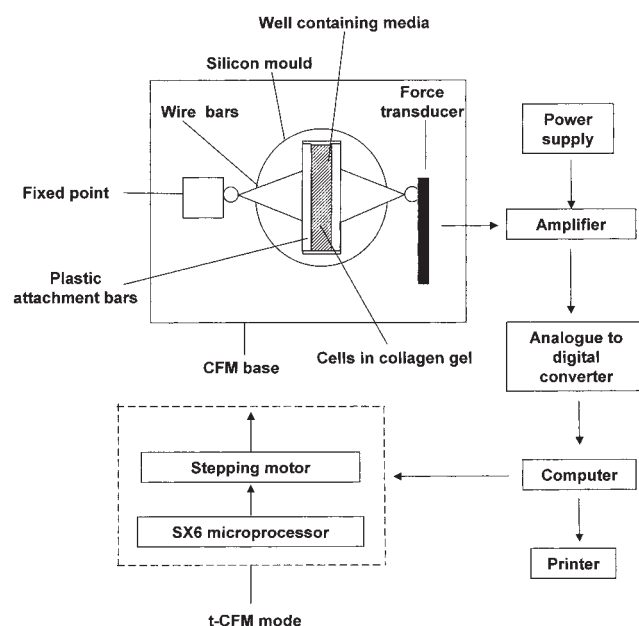 Well containing media
Silicon mould
Force
transducer
Wire bars
Power
supply
Fixed point
Amplifier
Plastic
attachment bars
Analogue to
digital
converter
Cells in collagen gel
CFM base
Stepping motor
Computer
SX6 microprocessor
Printer
t-CFM mode